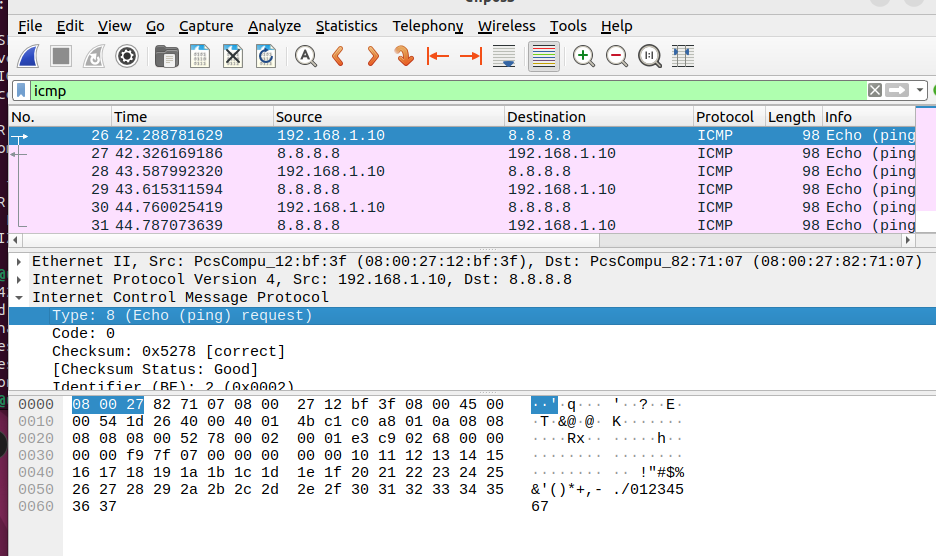 File Edit View Go Capture Analyze Statistics Telephony Wireless Tools Help
icmp
No. Time Source Destination Protocol Length Info
26 42.288781629 192.168.1.10 8.8.8.8 ICMP 98 Echo (ping
27 42.326169186 8.8.8.8 192.168.1.10 ICMP 98 Echo (ping
28 43.587992320 192.168.1.10 8.8.8.8 ICMP 98 Echo (ping
29 43.615311594 8.8.8.8 192.168.1.10 ICMP 98 Echo (ping
30 44.760025419 192.168.1.10 8.8.8.8 ICMP 98 Echo (ping
31 44.787073639 8.8.8.8 192.168.1.10 ICMP 98 Echo (ping
Ethernet II, Src: PcsCompu_12:bf:3f (08:00:27:12:bf:3f), Dst: PcsCompu_82:71:07 (08:00:27:82:71:07)
Internet Protocol Version 4, Src: 192.168.1.10, Dst: 8.8.8.8
Internet Control Message Protocol
Type: 8 (Echo (ping) request)
Code: 0
Checksum: 0x5278 [correct]
[Checksum Status: Good]
Identifier (BE): 2 (0x0002)
0000 08 00 27 82 71 07 08 00 27 12 bf 3f 08 00 45 00 ··'·q··· '··?··E·
0010 00 54 1d 26 40 00 40 01 4b c1 c0 a8 01 0a 08 08 ·T·&@·@· K·······
0020 08 08 08 00 52 78 00 02 00 01 e3 c9 02 68 00 00 ····Rx·· ·····h··
0030 00 00 f9 7f 07 00 00 00 00 00 10 11 12 13 14 15 ········ ········
0040 16 17 18 19 1a 1b 1c 1d 1e 1f 20 21 22 23 24 25 ········ ·· !"#$%
0050 26 27 28 29 2a 2b 2c 2d 2e 2f 30 31 32 33 34 35 &'()*+,- ./012345
0060 36 37 67